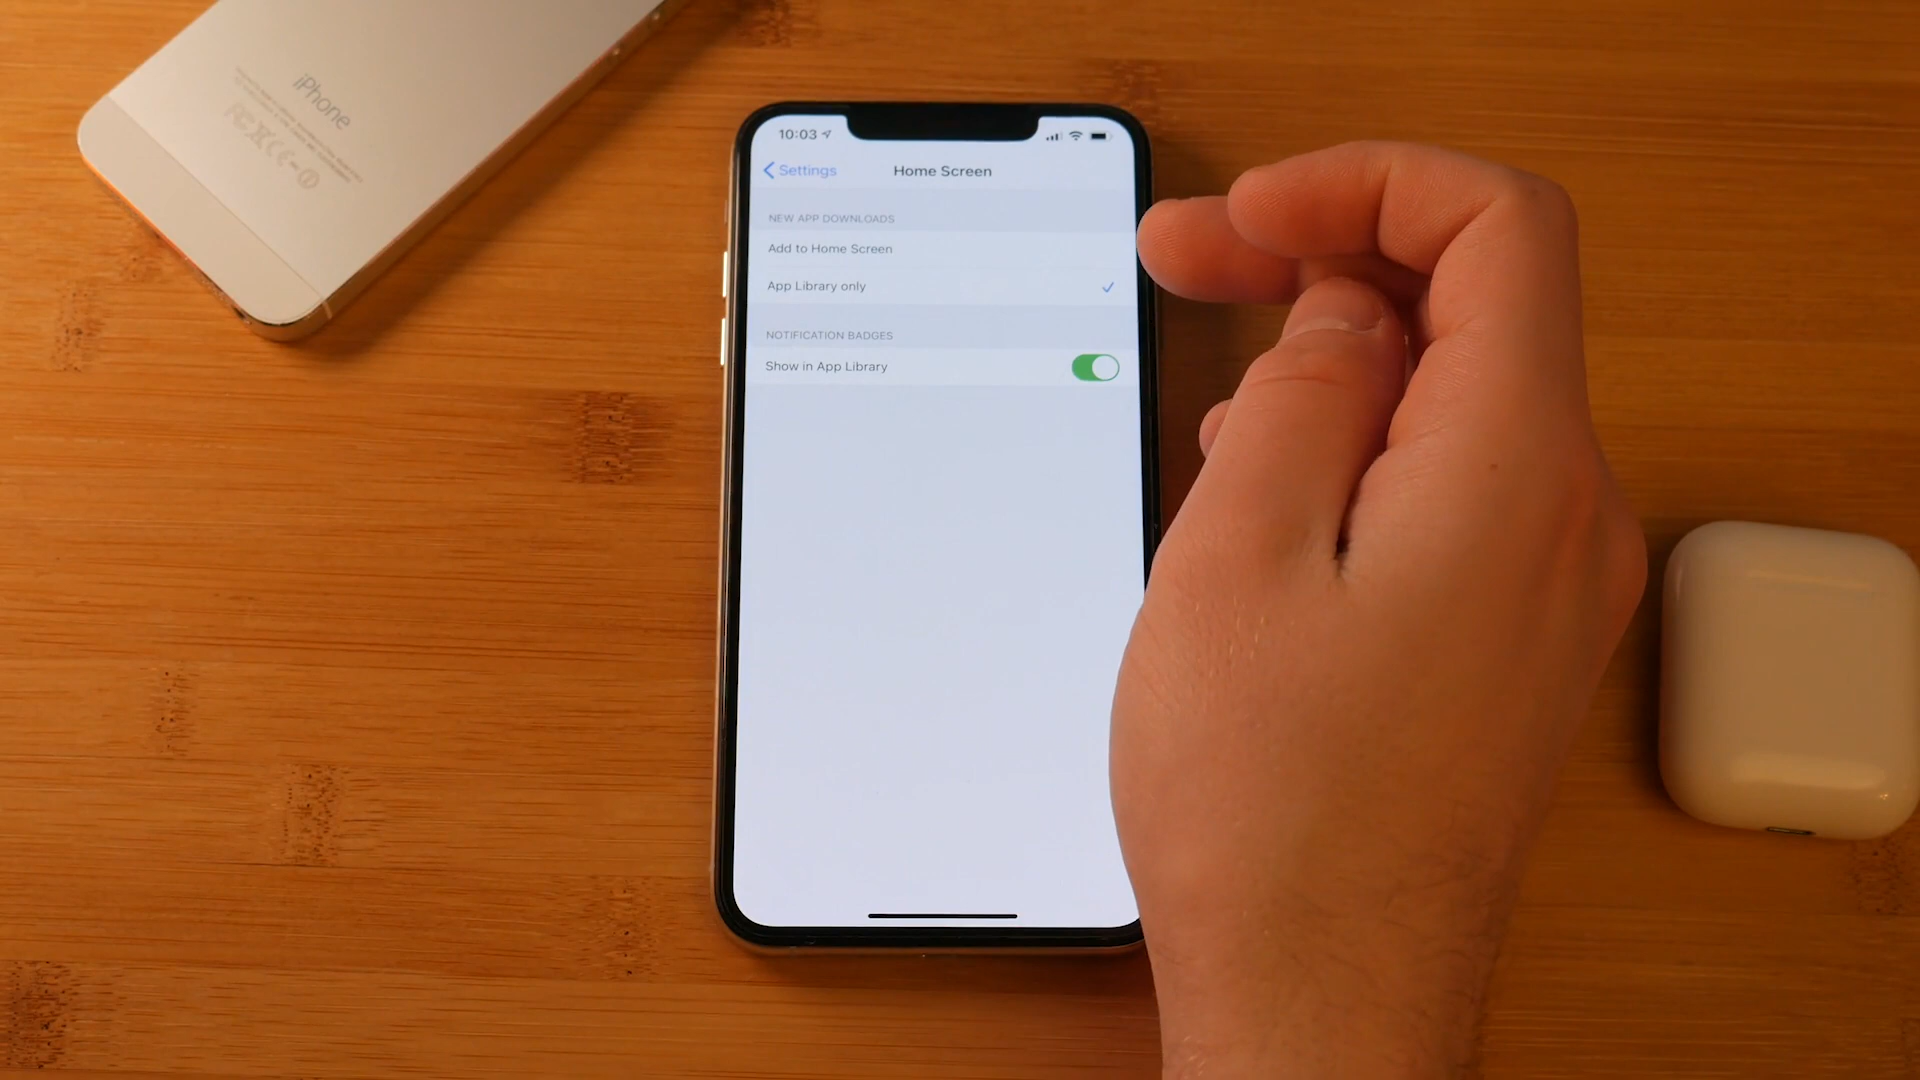 iPhone
10:03
Settings
Home Screen
NEW APP DOWNLOADS
Add to Home Screen
App Library only
NOTIFICATION BADGES
Show in App Library